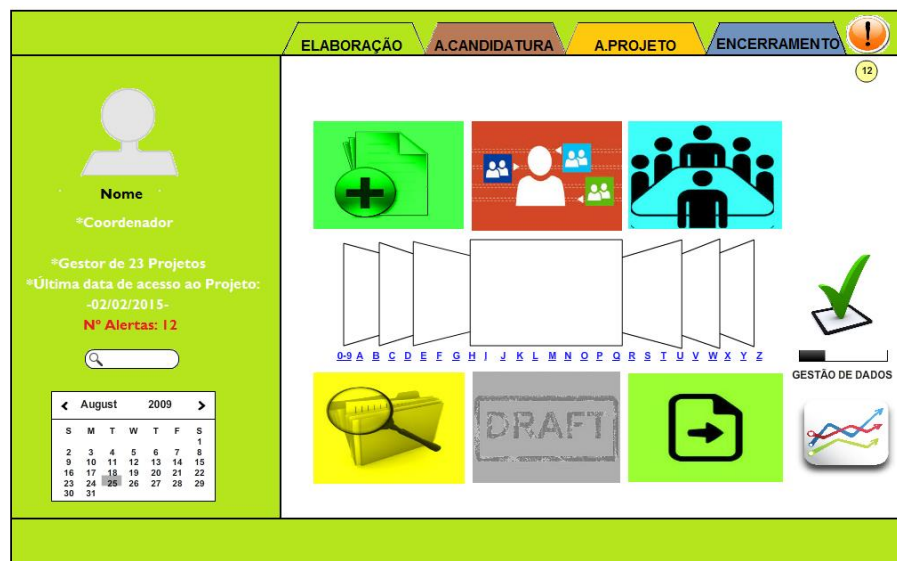 ELABORAÇÃO A.CANDIDATURA A.PROJETO ENCERRAMENTO
12
Nome
*Coordenador
*Gestor de 23 Projetos
*Última data de acesso ao Projeto:
-02/02/2015-
Nº Alertas: 12
August 2009
S M T W T F S
1
2 3 4 5 6 7 8
9 10 11 12 13 14 15
16 17 18 19 20 21 22
23 24 25 26 27 28 29
30 31
0-9 A B C D E F G H I J K L M N O P Q R S T U V W X Y Z
DRAFT
GESTÃO DE DADOS